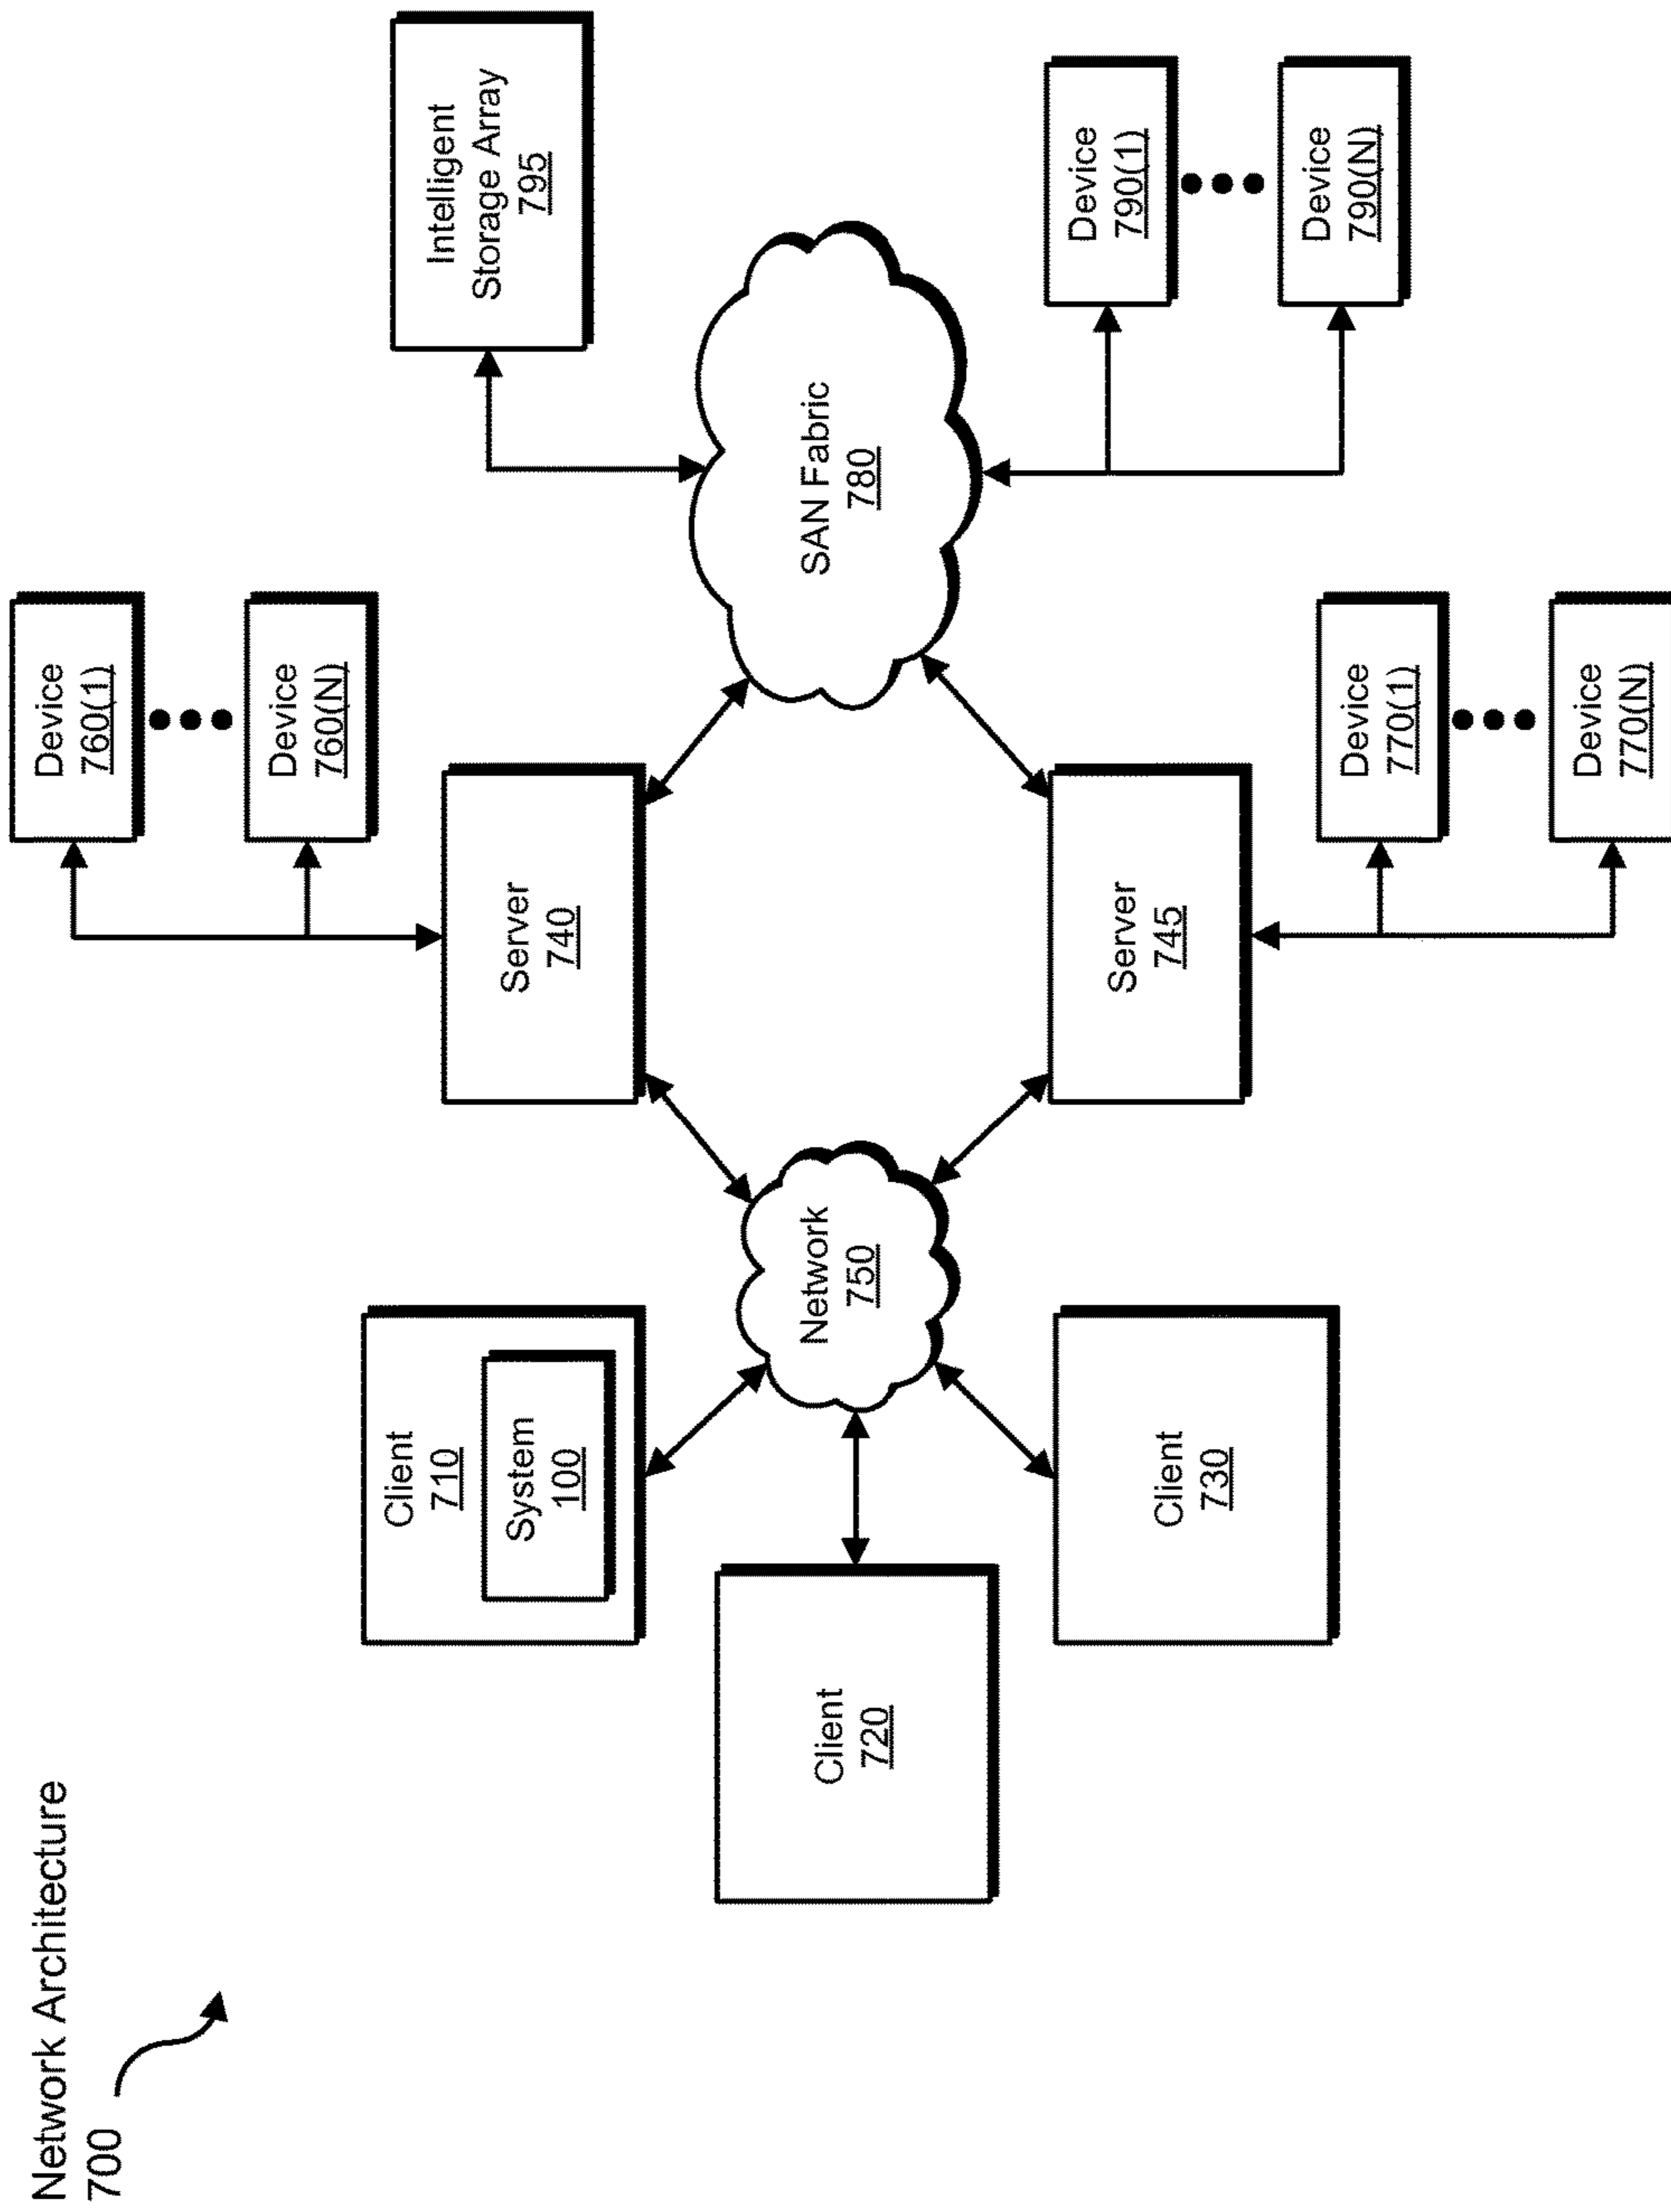 Network Architecture
700
Client
710
System
100
Client
720
Client
730
Network
750
Device
760(1)
Device
760(N)
Server
740
Server
745
Device
770(1)
Device
770(N)
SAN Fabric
780
Intelligent
Storage Array
795
Device
790(1)
Device
790(N)